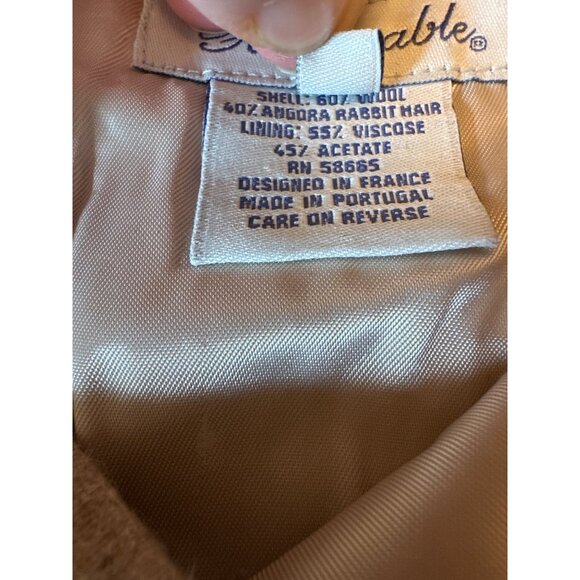 able®
SHELL: 60% WOOL
40% ANGORA RABBIT HAIR
LINING: 55% VISCOSE
45% ACETATE
RN 58665
DESIGNED IN FRANCE
MADE IN PORTUGAL
CARE ON REVERSE